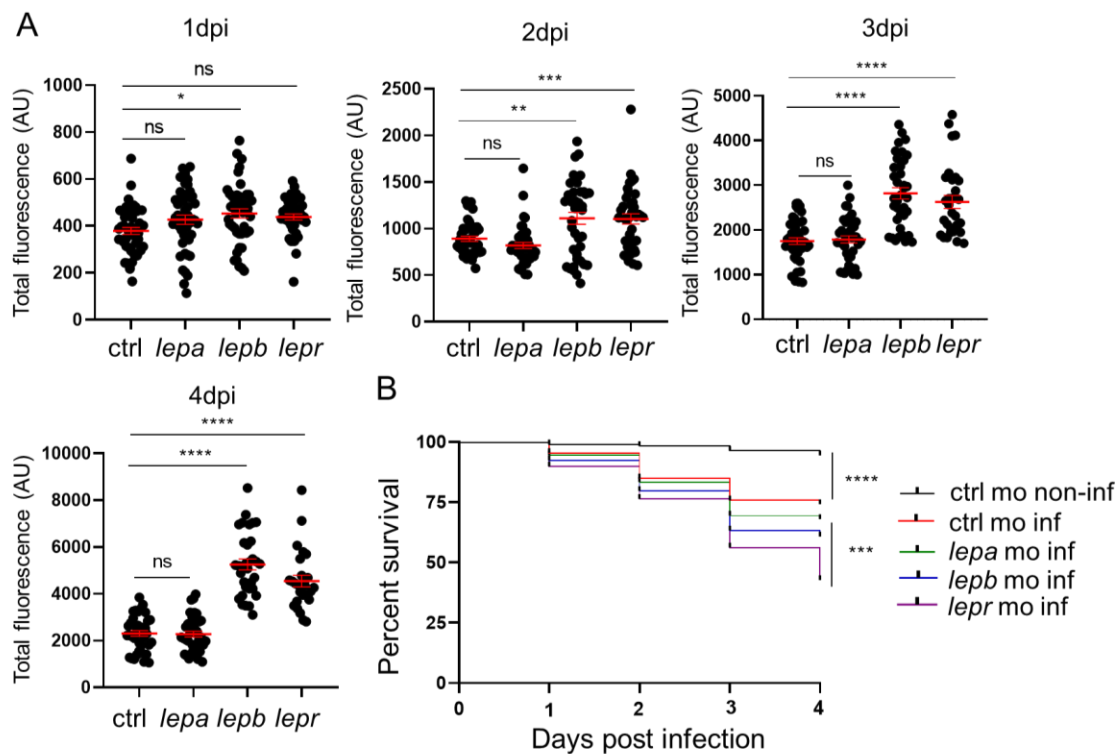 A
1dpi
Total fluorescence (AU)
1000
800
600
400
200
0
ns
*
ns
ctrl lepa lepb lepr
2dpi
Total fluorescence (AU)
2500
2000
1500
1000
500
0
***
**
ns
ctrl lepa lepb lepr
3dpi
Total fluorescence (AU)
5000
4000
3000
2000
1000
0
****
****
ns
ctrl lepa lepb lepr
4dpi
Total fluorescence (AU)
10000
8000
6000
4000
2000
0
****
****
ns
ctrl lepa lepb lepr
B
Percent survival
100
75
50
25
0
0 1 2 3 4
Days post infection
****
***
ctrl mo non-inf
ctrl mo inf
lepa mo inf
lepb mo inf
lepr mo inf